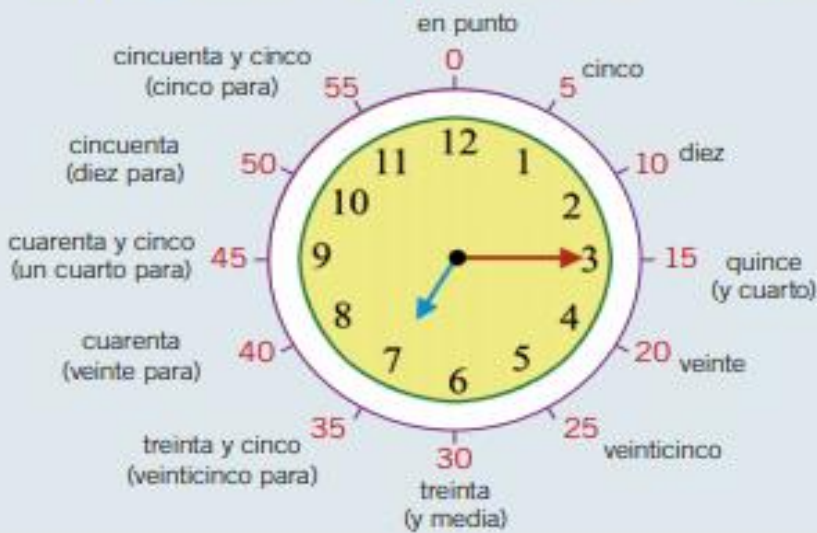 en punto
0
cinco
5
diez
10
quince
(y cuarto)
15
veinte
20
veinticinco
25
30
treinta
(y media)
35
treinta y cinco
(veinticinco para)
40
cuarenta
(veinte para)
45
cuarenta y cinco
(un cuarto para)
50
cincuenta
(diez para)
55
cincuenta y cinco
(cinco para)
12
1
2
3
4
5
6
7
8
9
10
11